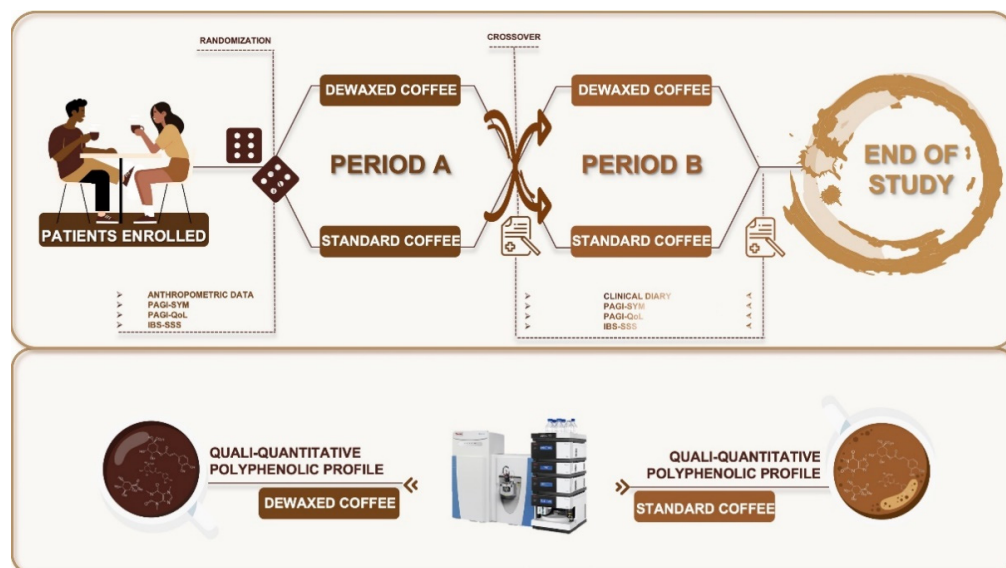 RANDOMIZATION
CROSSOVER
DEWAXED COFFEE
DEWAXED COFFEE
PERIOD A
PERIOD B
END OF
STUDY
PATIENTS ENROLLED
STANDARD COFFEE
STANDARD COFFEE
ANTHROPOMETRIC DATA
PAGI-SYM
PAGI-QoL
IBS-SSS
CLINICAL DIARY
PAGI-SYM
PAGI-QoL
IBS-SSS
QUALI-QUANTITATIVE
POLYPHENOLIC PROFILE
DEWAXED COFFEE
QUALI-QUANTITATIVE
POLYPHENOLIC PROFILE
STANDARD COFFEE